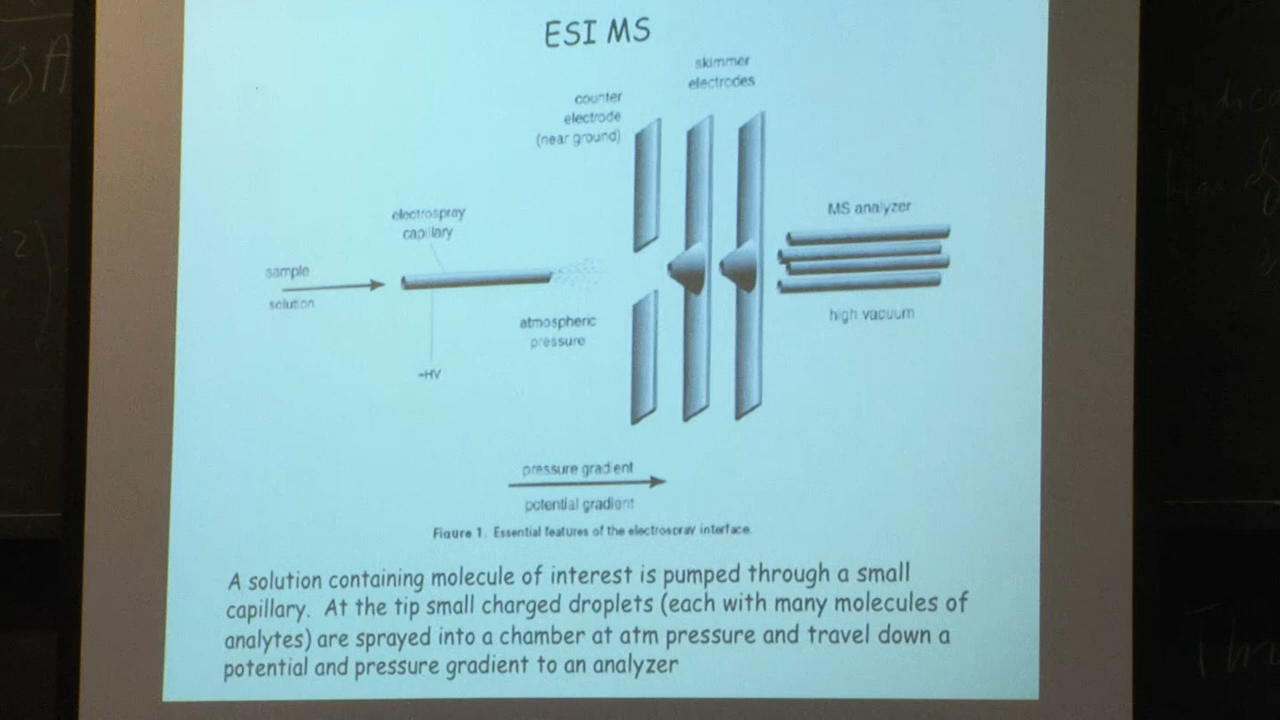 ESI MS
skimmer
electrodes
counter
electrode
(near ground)
MS analyzer
electrospray
capillary
sample
solution
atmospheric
pressure
high vacuum
HV
pressure gradient
potential gradient
Figure 1. Essential features of the electrospray interface.
A solution containing molecule of interest is pumped through a small
capillary. At the tip small charged droplets (each with many molecules of
analytes) are sprayed into a chamber at atm pressure and travel down a
potential and pressure gradient to an analyzer